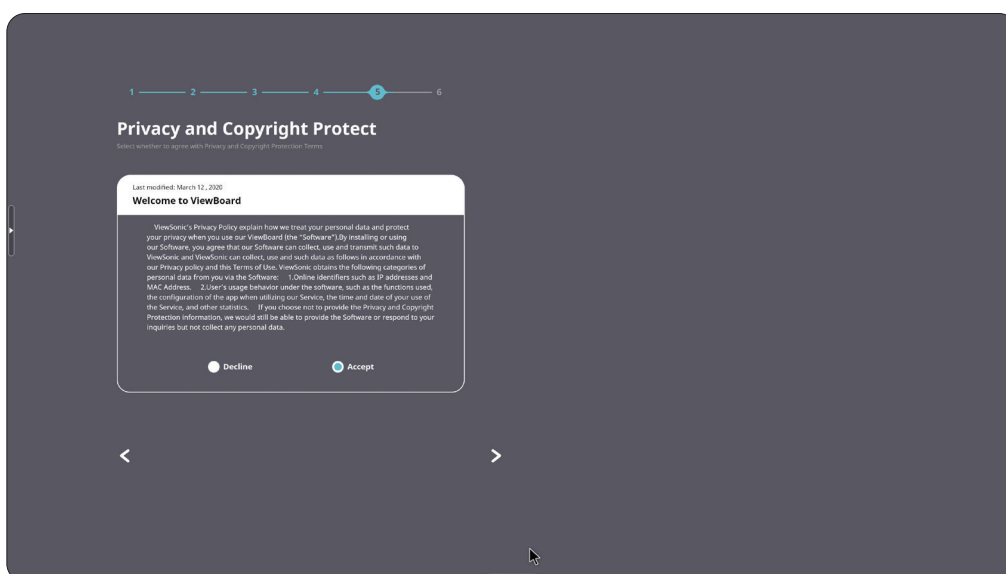 1 2 3 4 5 6
Privacy and Copyright Protect
Select whether to agree with Privacy and Copyright Protection Terms
Last modified: March 12 , 2020
Welcome to ViewBoard
ViewSonic's Privacy Policy explain how we treat your personal data and protect
your privacy when you use our ViewBoard (the "Software").By installing or using
our Software, you agree that our Software can collect, use and transmit such data to
ViewSonic and ViewSonic can collect, use and such data as follows in accordance with
our Privacy policy and this Terms of Use. ViewSonic obtains the following categories of
personal data from you via the Software: 1.Online identifiers such as IP addresses and
MAC Address. 2.User's usage behavior under the software, such as the functions used,
the configuration of the app when utilizing our Service, the time and date of your use of
the Service, and other statistics. If you choose not to provide the Privacy and Copyright
Protection information, we would still be able to provide the Software or respond to your
inquiries but not collect any personal data.
Decline Accept